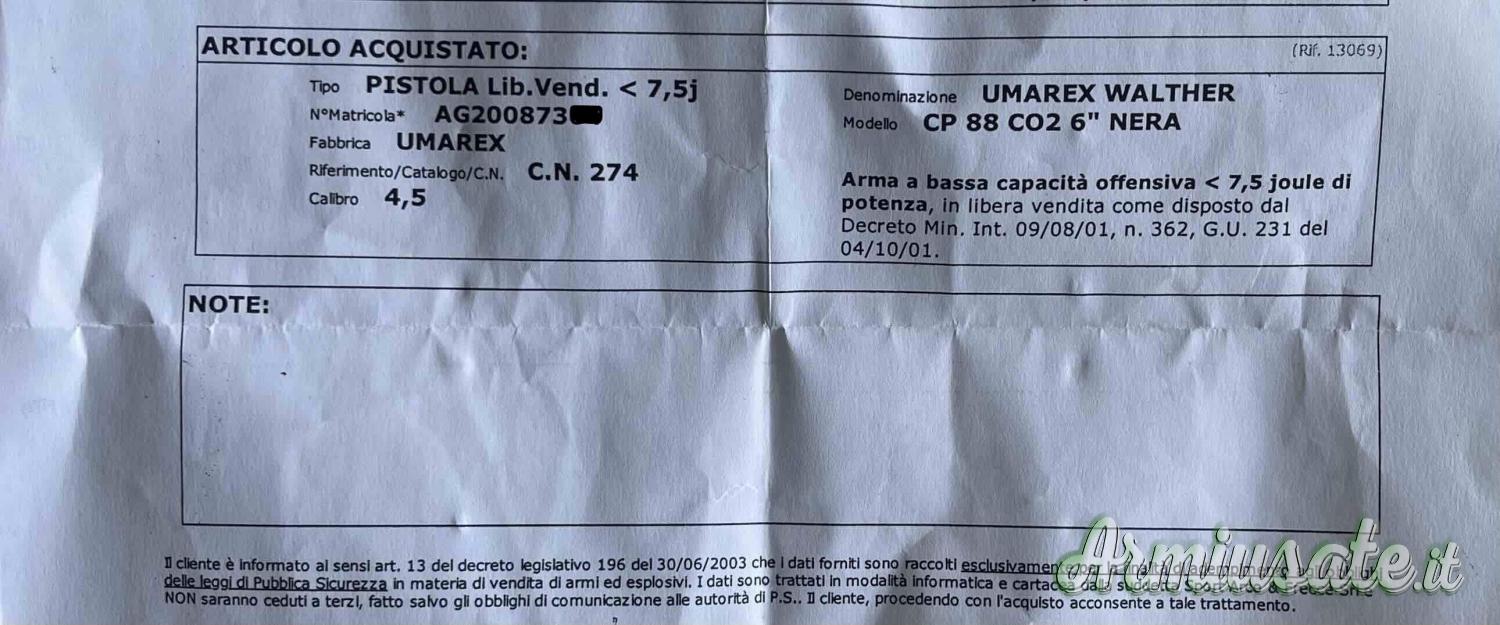 ARTICOLO ACQUISTATO:
(Rif. 13069)
Tipo PISTOLA Lib.Vend. < 7,5j
N°Matricola* AG200873
Fabbrica UMAREX
Riferimento/Catalogo/C.N. C.N. 274
Calibro 4,5
Denominazione UMAREX WALTHER
Modello CP 88 CO2 6" NERA
Arma a bassa capacità offensiva < 7,5 joule di
potenza, in libera vendita come disposto dal
Decreto Min. Int. 09/08/01, n. 362, G.U. 231 del
04/10/01.
NOTE:
Il cliente è informato ai sensi art. 13 del decreto legislativo 196 del 30/06/2003 che i dati forniti sono raccolti esclusivamente per
delle leggi di Pubblica Sicurezza in materia di vendita di armi ed esplosivi. I dati sono trattati in modalità informatica e cartacea
NON saranno ceduti a terzi, fatto salvo gli obblighi di comunicazione alle autorità di P.S.. Il cliente, procedendo con l'acquisto acconsente a tale trattamento.
Armiusate.it